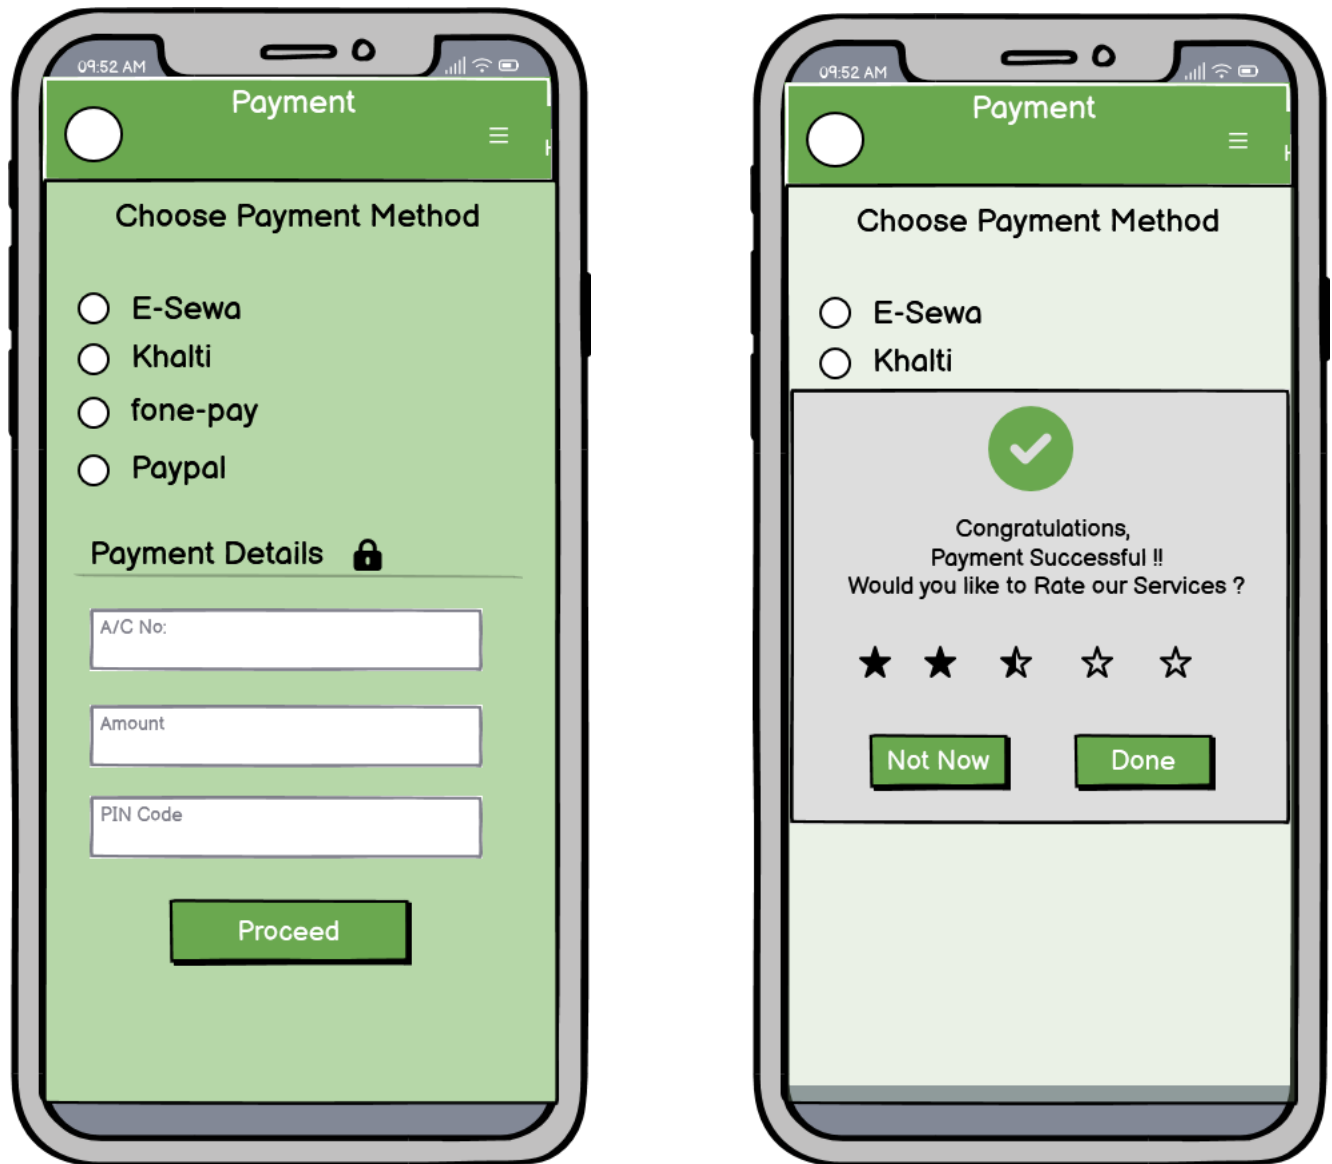 09:52 AM
Payment
Choose Payment Method
E-Sewa
Khalti
fone-pay
Paypal
Payment Details
A/C No:
Amount
PIN Code
Proceed
09:52 AM
Payment
Choose Payment Method
E-Sewa
Khalti
Congratulations,
Payment Successful !!
Would you like to Rate our Services ?
Not Now
Done